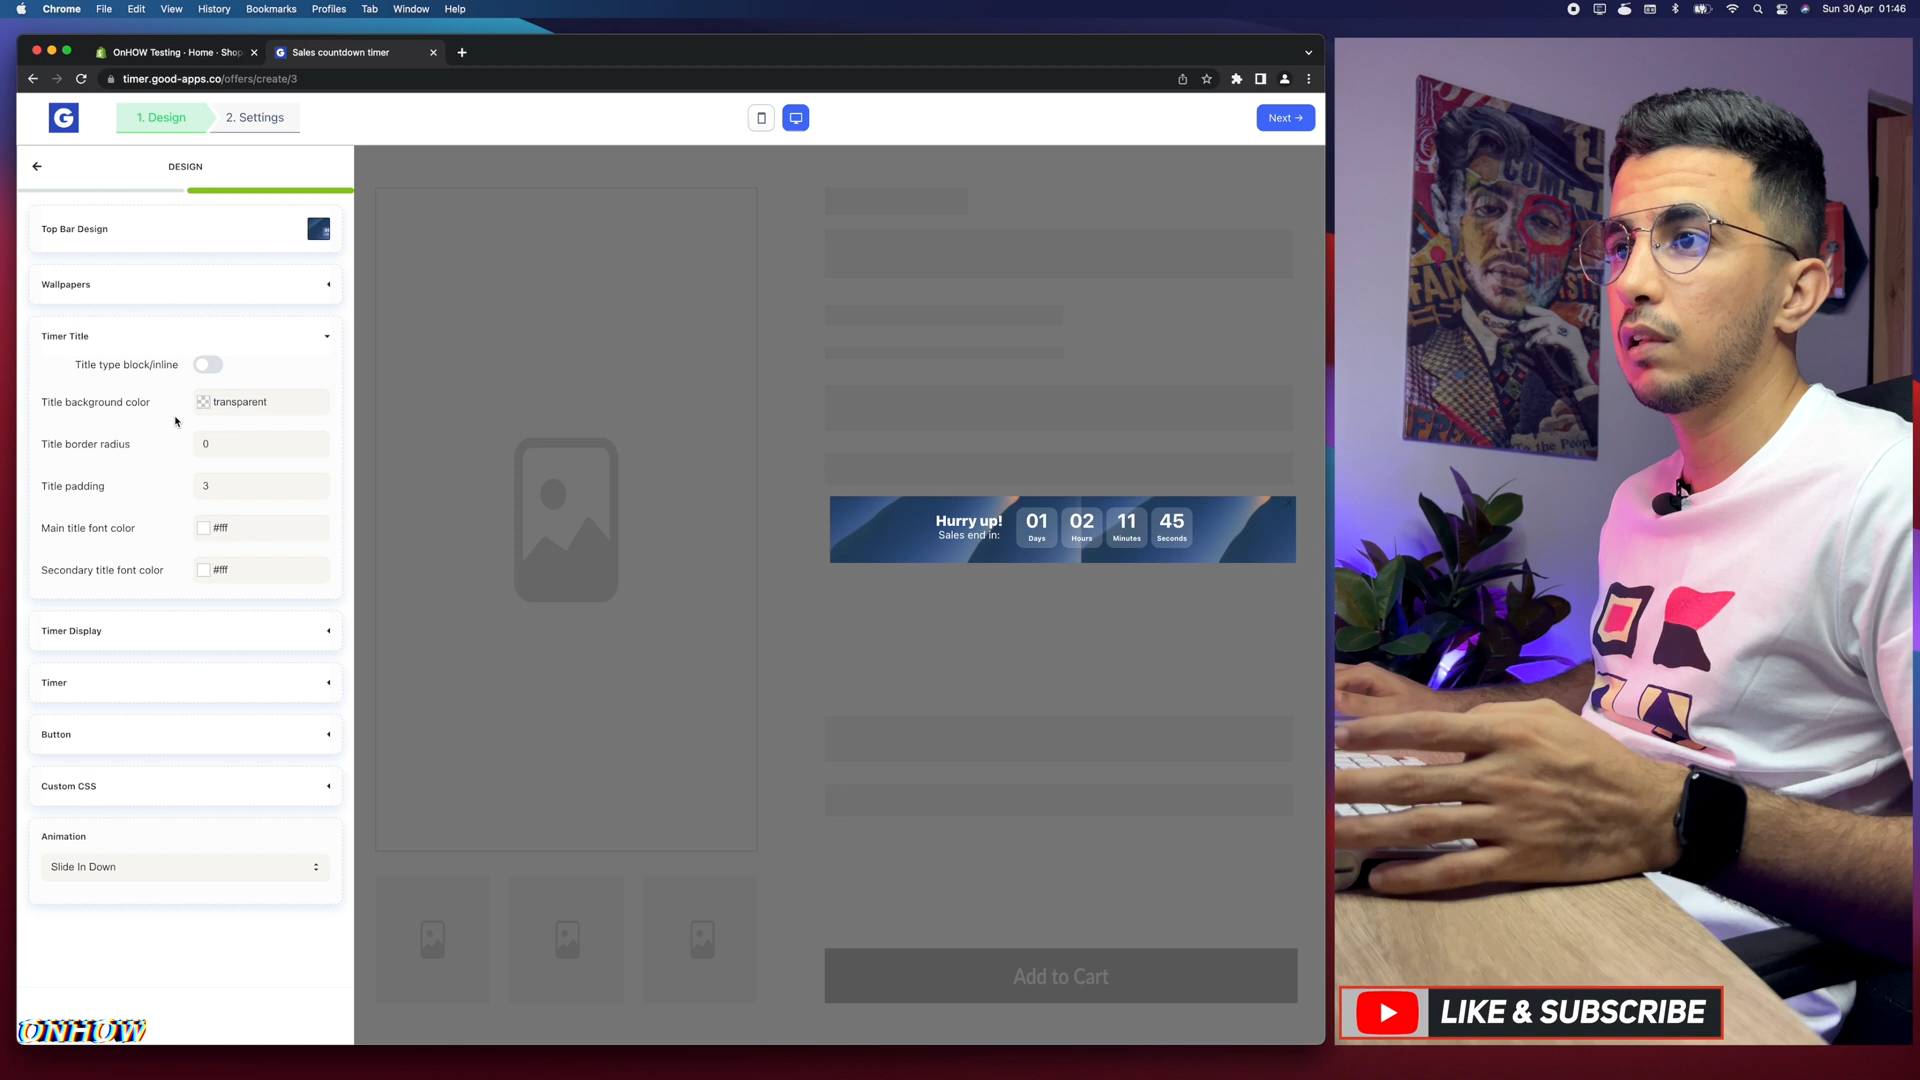 Chrome File Edit View History Bookmarks Profiles Tab Window Help
Sun 30 Apr 01:46
OnHOW Testing · Home · Shop
Sales countdown timer
timer.good-apps.co/offers/create/3
G
1. Design
2. Settings
Next →
DESIGN
Top Bar Design
Wallpapers
Timer Title
Title type block/inline
Title background color
transparent
Title border radius
0
Title padding
3
Main title font color
#fff
Secondary title font color
#fff
Timer Display
Timer
Button
Custom CSS
Animation
Slide In Down
Hurry up!
Sales end in:
01 02 11 45
Days Hours Minutes Seconds
Add to Cart
ONHOW
LIKE & SUBSCRIBE